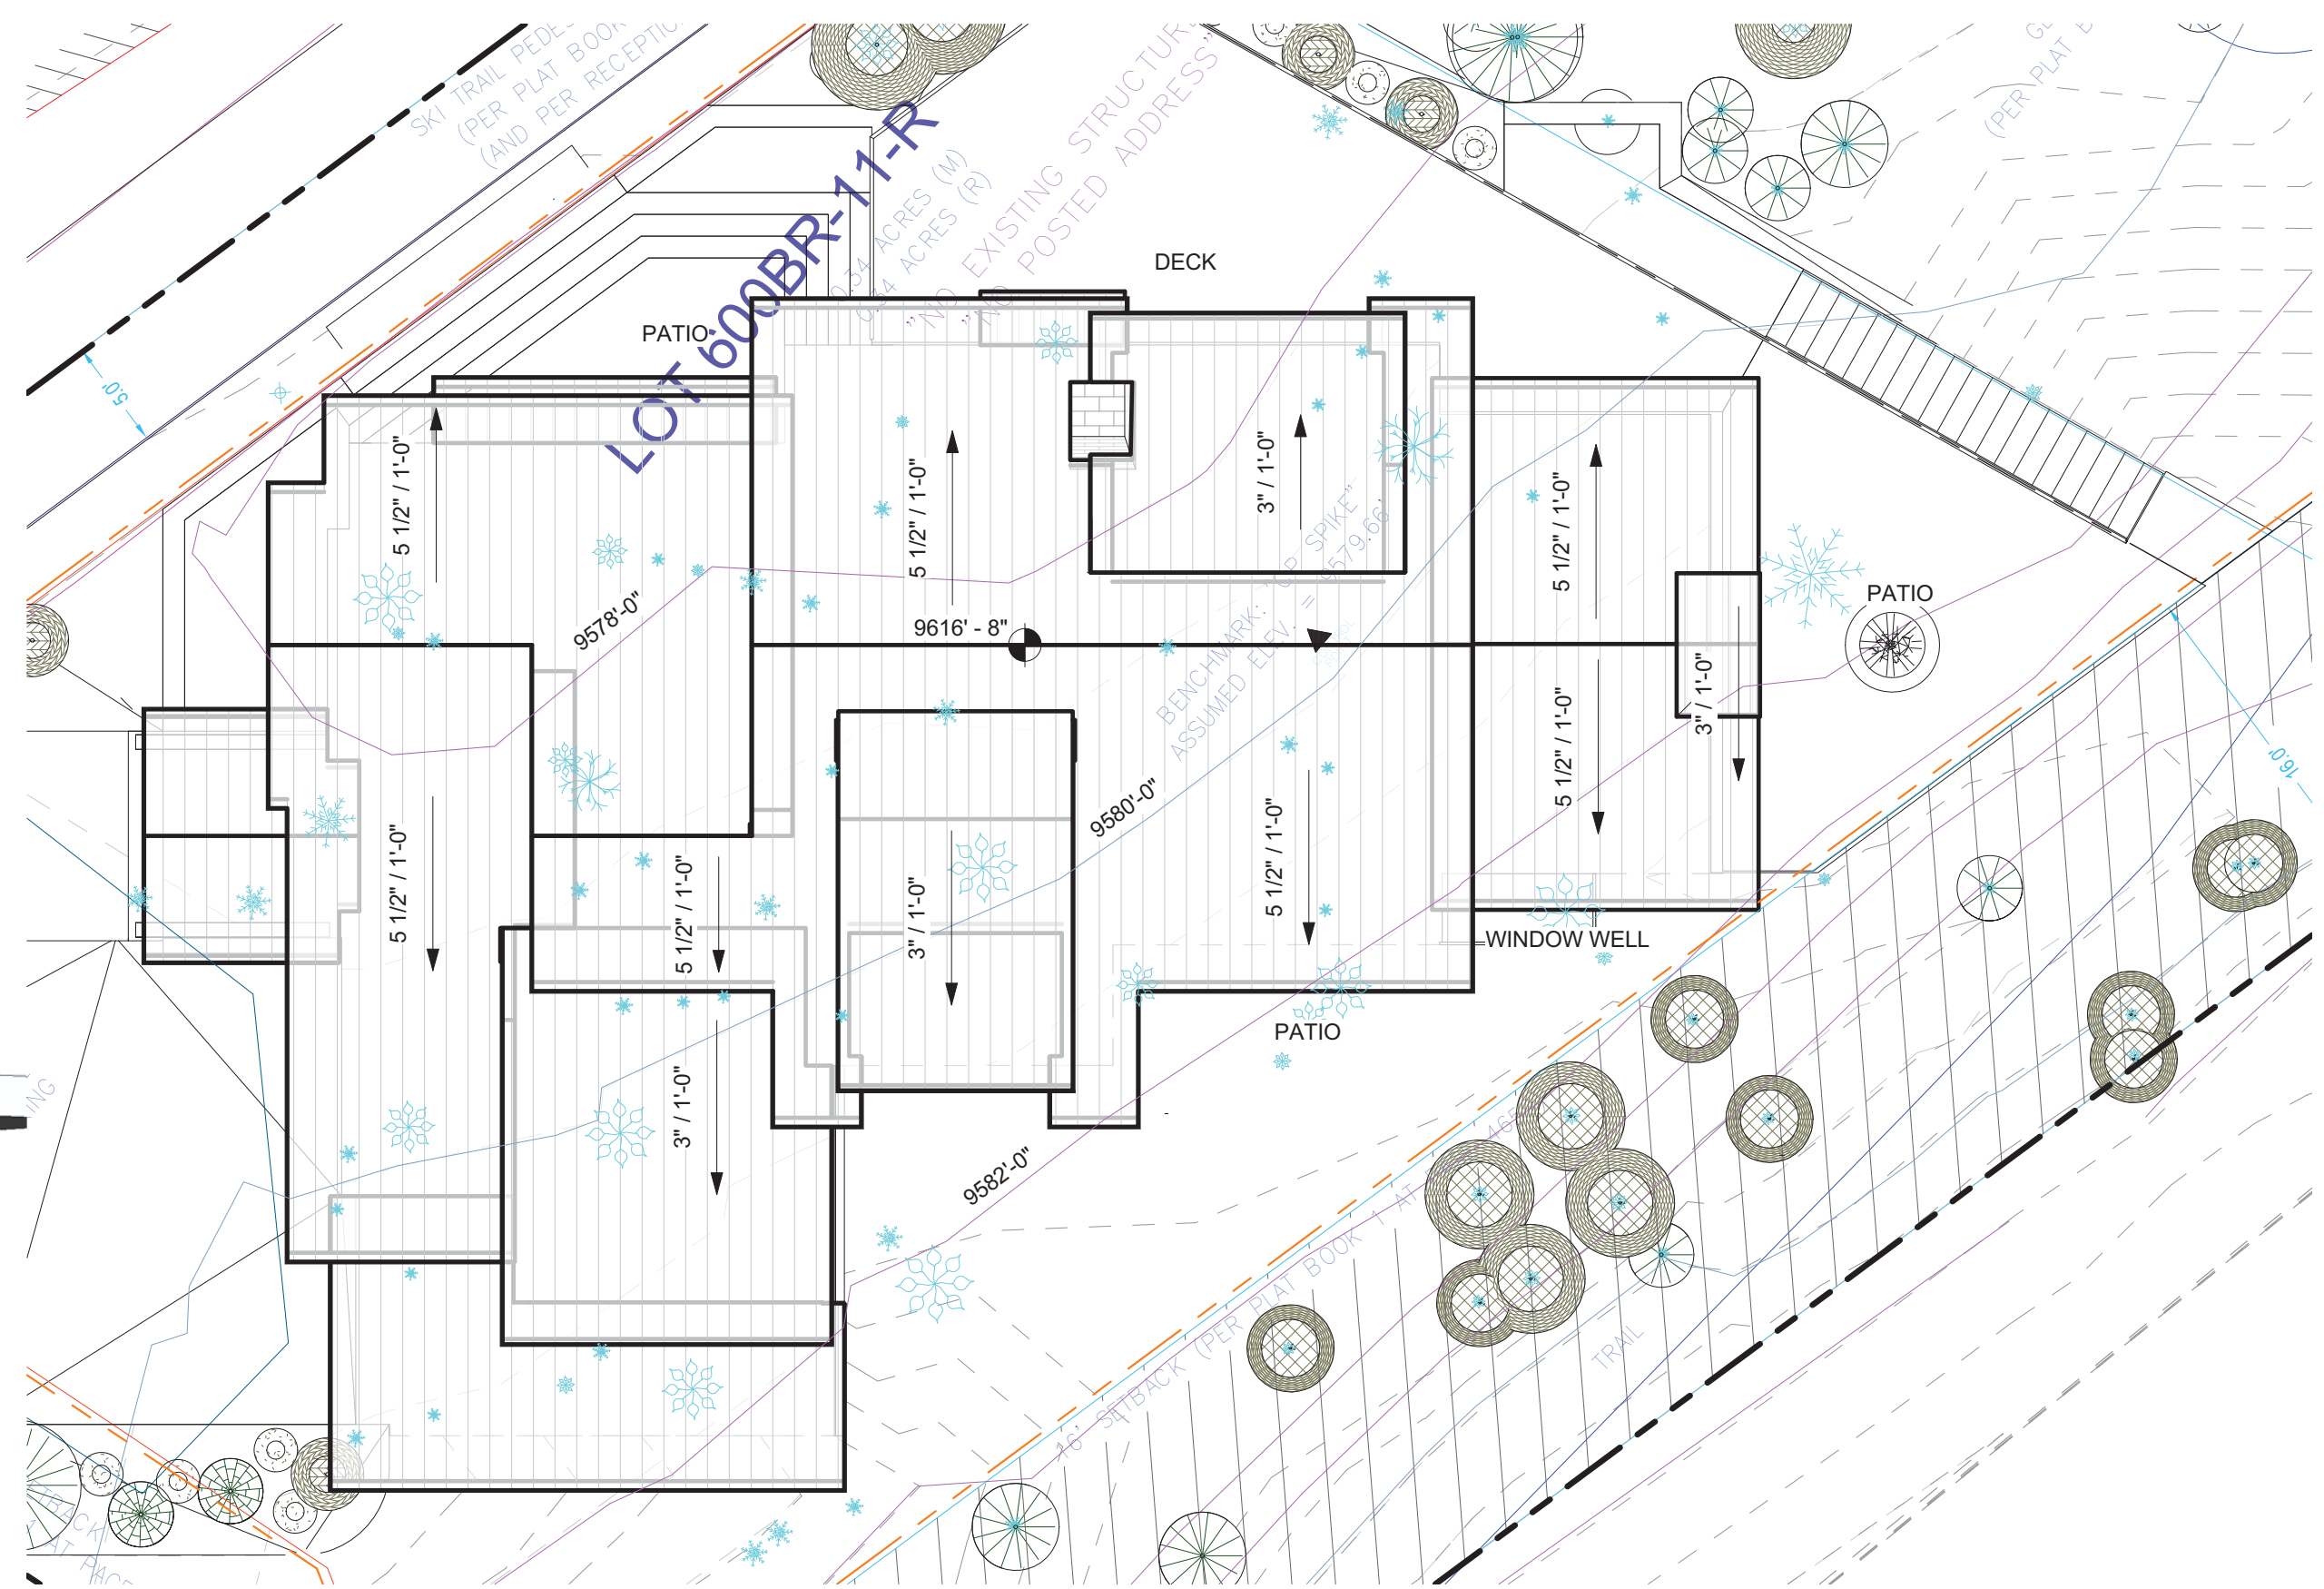 SKI TRAIL PEDES
(PER PLAT BOOK
(AND PER RECEPTIO
LOT 600BR-11-R
0.34 ACRES (M)
0.34 ACRES (R)
"NO EXISTING STRUCTUR
"NO POSTED ADDRESS"
(PER PLAT B
DECK
PATIO
5.0'
5 1/2" / 1'-0"
5 1/2" / 1'-0"
3" / 1'-0"
5 1/2" / 1'-0"
BENCHMARK:
SPIKE"
ASSUMED ELEV. = 9579.66'
9578'-0"
9616' - 8"
PATIO
3" / 1'-0"
5 1/2" / 1'-0"
16.0'
9580'-0"
5 1/2" / 1'-0"
5 1/2" / 1'-0"
3" / 1'-0"
5 1/2" / 1'-0"
WINDOW WELL
PATIO
3" / 1'-0"
9582'-0"
16' SETBACK (PER PLAT BOOK 1 AT
TRAIL